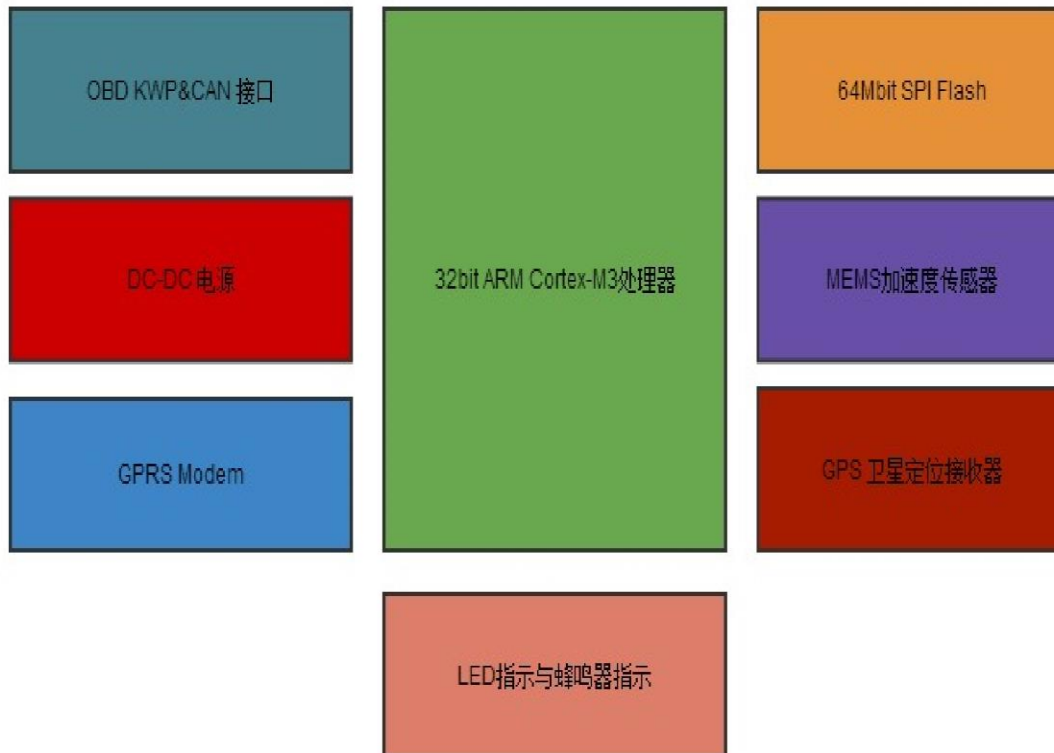 OBD KWP&CAN 接口
64Mbit SPI Flash
DC-DC 电源
32bit ARM Cortex-M3处理器
MEMS加速度传感器
GPRS Modem
GPS 卫星定位接收器
LED指示与蜂鸣器指示